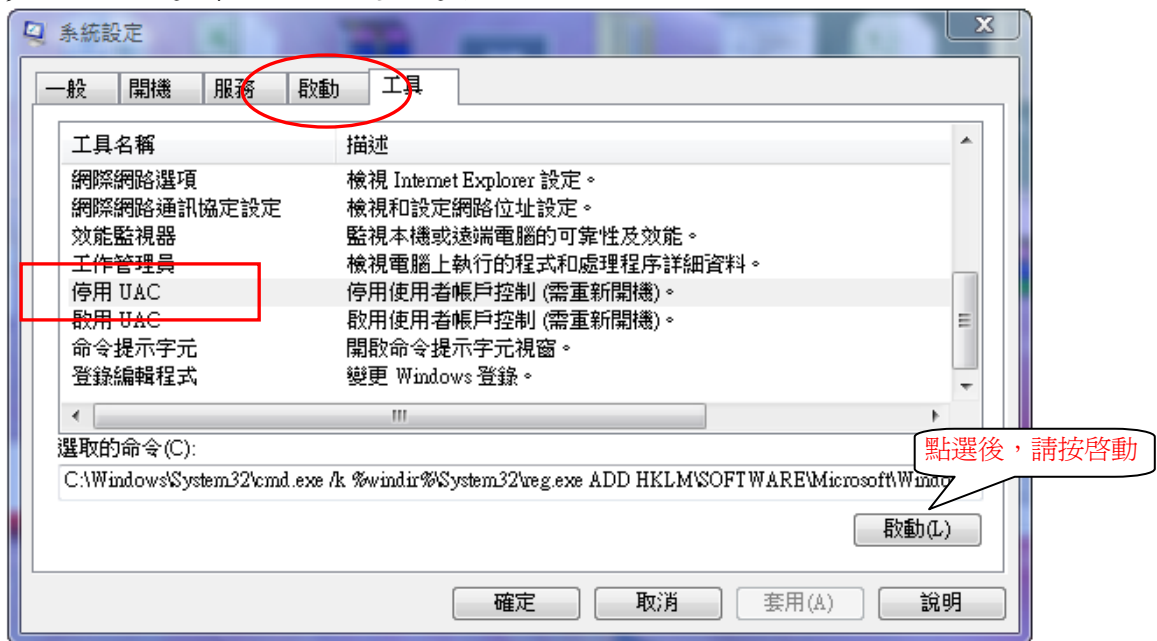 系統設定
一般 開機 服務 啟動 工具
工具名稱 描述
網際網路選項 檢視 Internet Explorer 設定。
網際網路通訊協定設定 檢視和設定網路位址設定。
效能監視器 監視本機或遠端電腦的可靠性及效能。
工作管理員 檢視電腦上執行的程式和處理程序詳細資料。
停用 UAC 停用使用者帳戶控制 (需重新開機)。
啟用 UAC 啟用使用者帳戶控制 (需重新開機)。
命令提示字元 開啟命令提示字元視窗。
登錄編輯程式 變更 Windows 登錄。
選取的命令(C):
點選後，請按啓動
C:\Windows\System32\cmd.exe /k %windir%\System32\reg.exe ADD HKLM\SOFTWARE\Microsoft\Windo
啟動(L)
確定 取消 套用(A) 說明